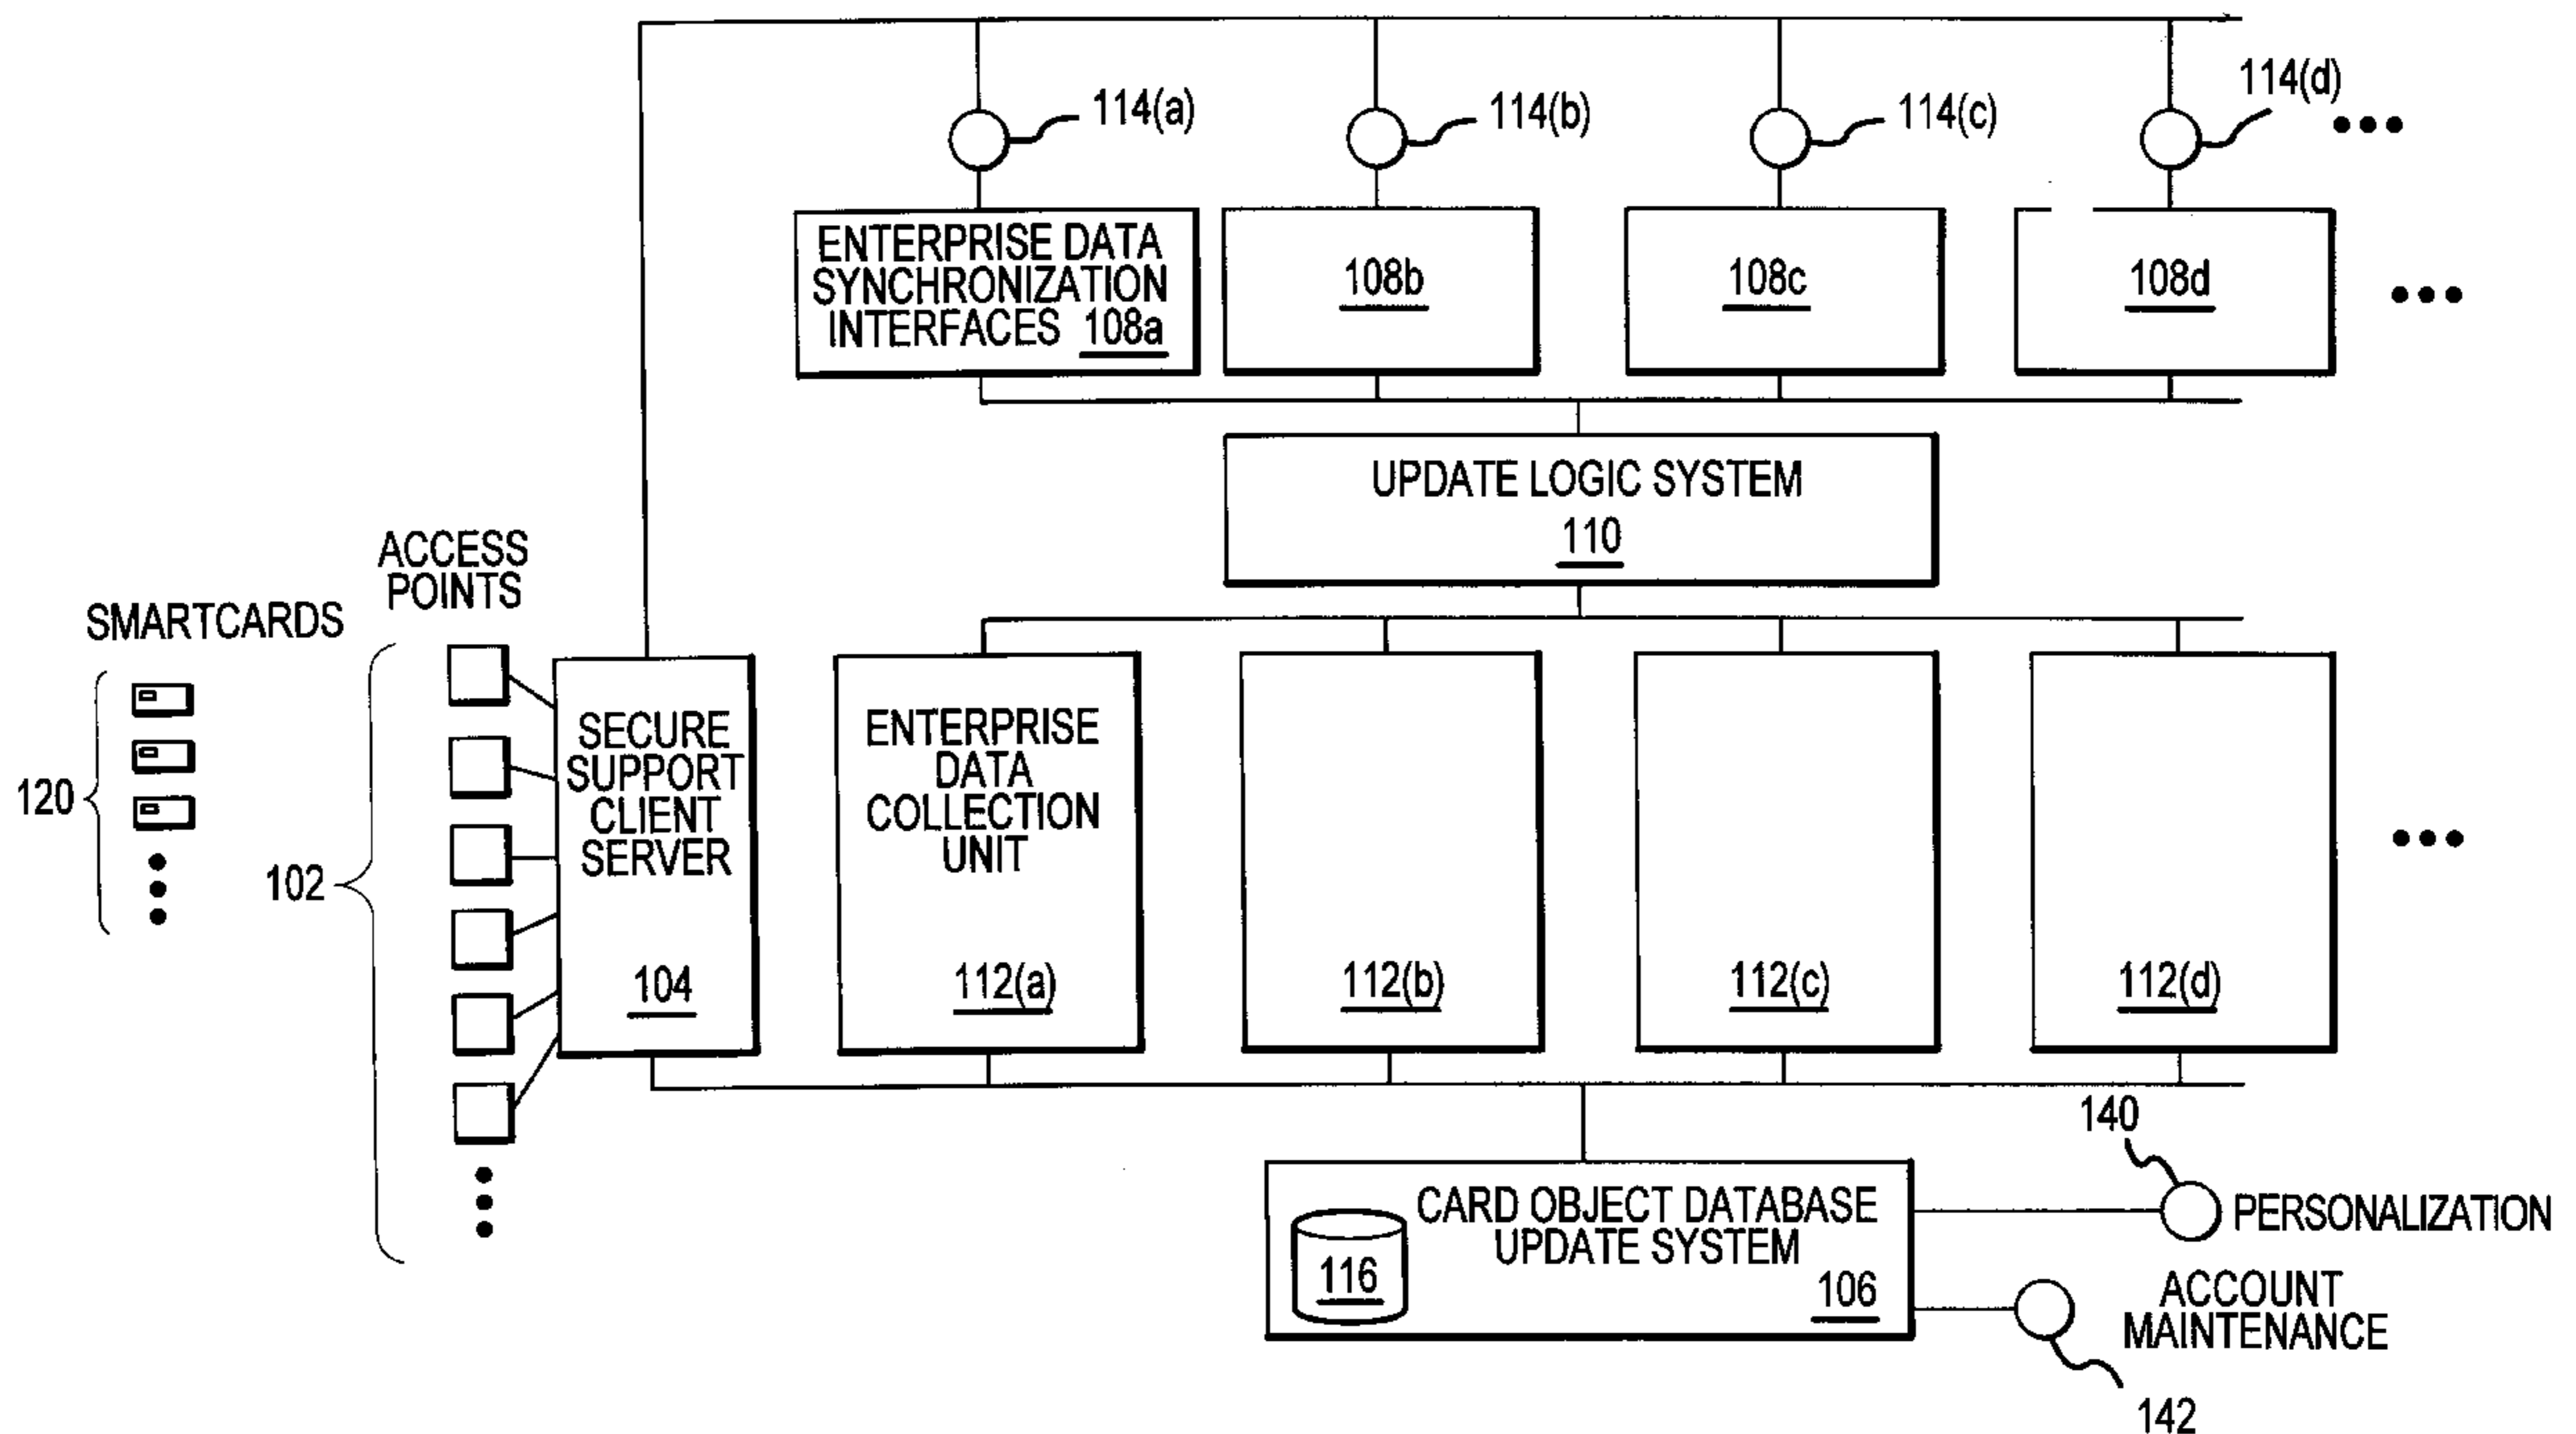 114(a)
114(b)
114(c)
114(d)
ENTERPRISE DATA
SYNCHRONIZATION
INTERFACES 108a
108b
108c
108d
UPDATE LOGIC SYSTEM
110
ACCESS
POINTS
SMARTCARDS
120
102
SECURE
SUPPORT
CLIENT
SERVER
104
ENTERPRISE
DATA
COLLECTION
UNIT
112(a)
112(b)
112(c)
112(d)
140
CARD OBJECT DATABASE
UPDATE SYSTEM
116
106
PERSONALIZATION
ACCOUNT
MAINTENANCE
142